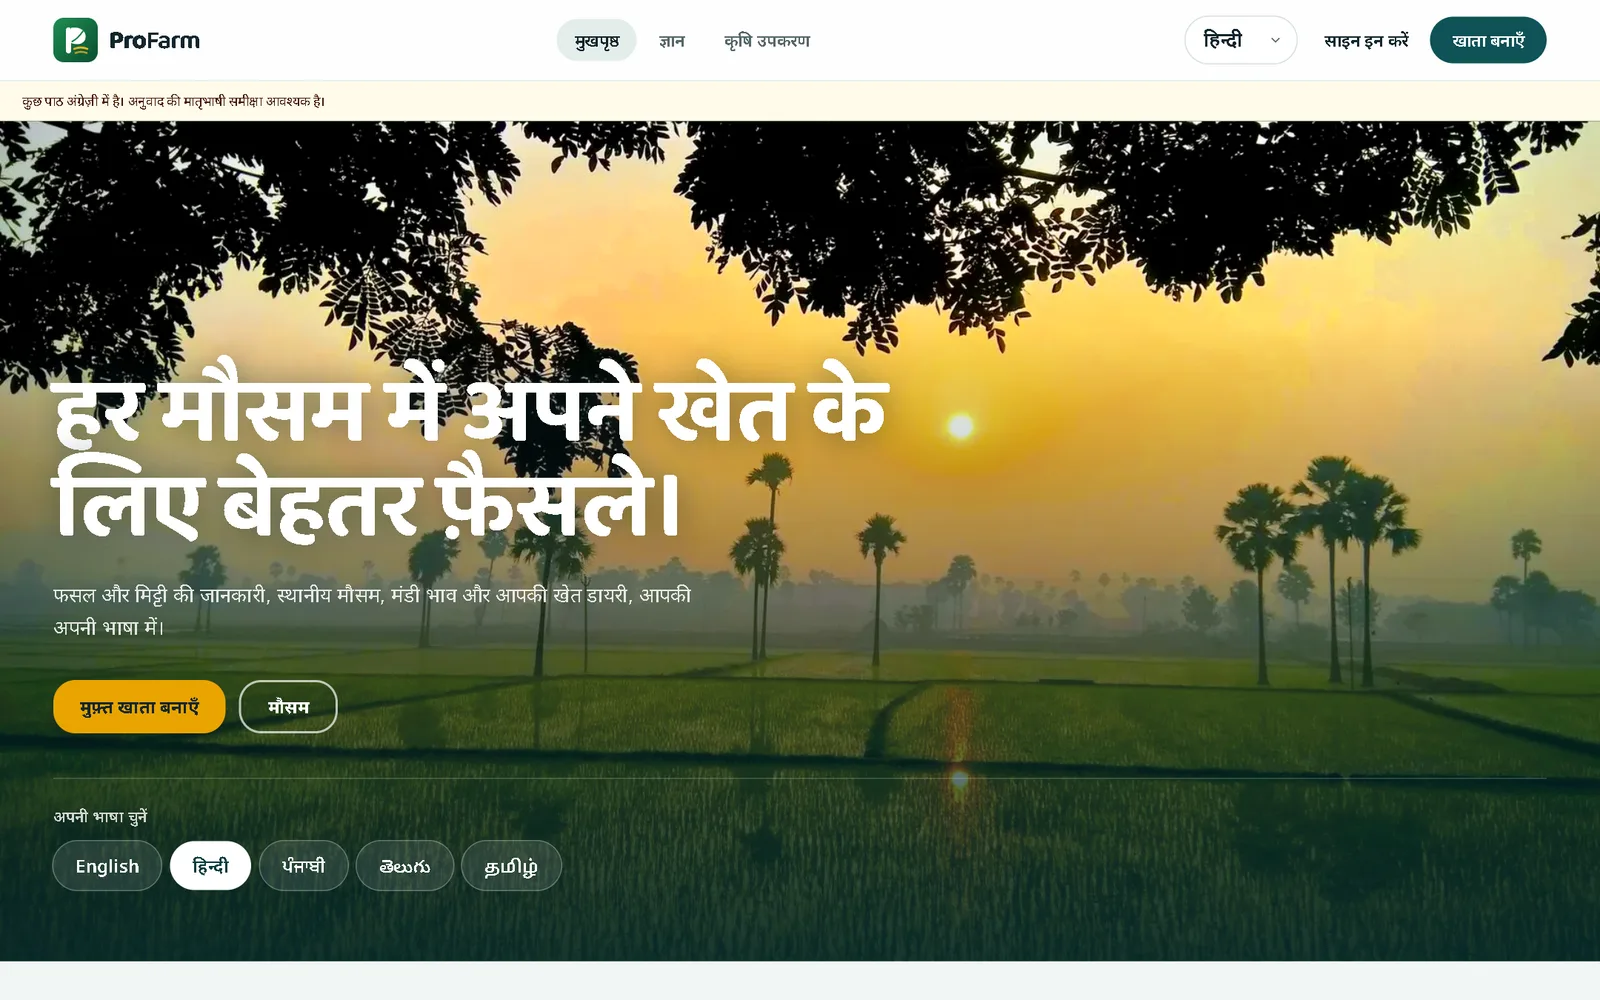 ProFarm
मुखपृष्ठ
ज्ञान
कृषि उपकरण
हिन्दी
साइन इन करें
खाता बनाएँ
कुछ पाठ अंग्रेज़ी में है। अनुवाद की मातृभाषी समीक्षा आवश्यक है।
हर मौसम में अपने खेत के
लिए बेहतर फ़ैसले।
फसल और मिट्टी की जानकारी, स्थानीय मौसम, मंडी भाव और आपकी खेत डायरी, आपकी
अपनी भाषा में।
मुफ़्त खाता बनाएँ
मौसम
अपनी भाषा चुनें
English
हिन्दी
ਪੰਜਾਬੀ
తెలుగు
தமிழ்